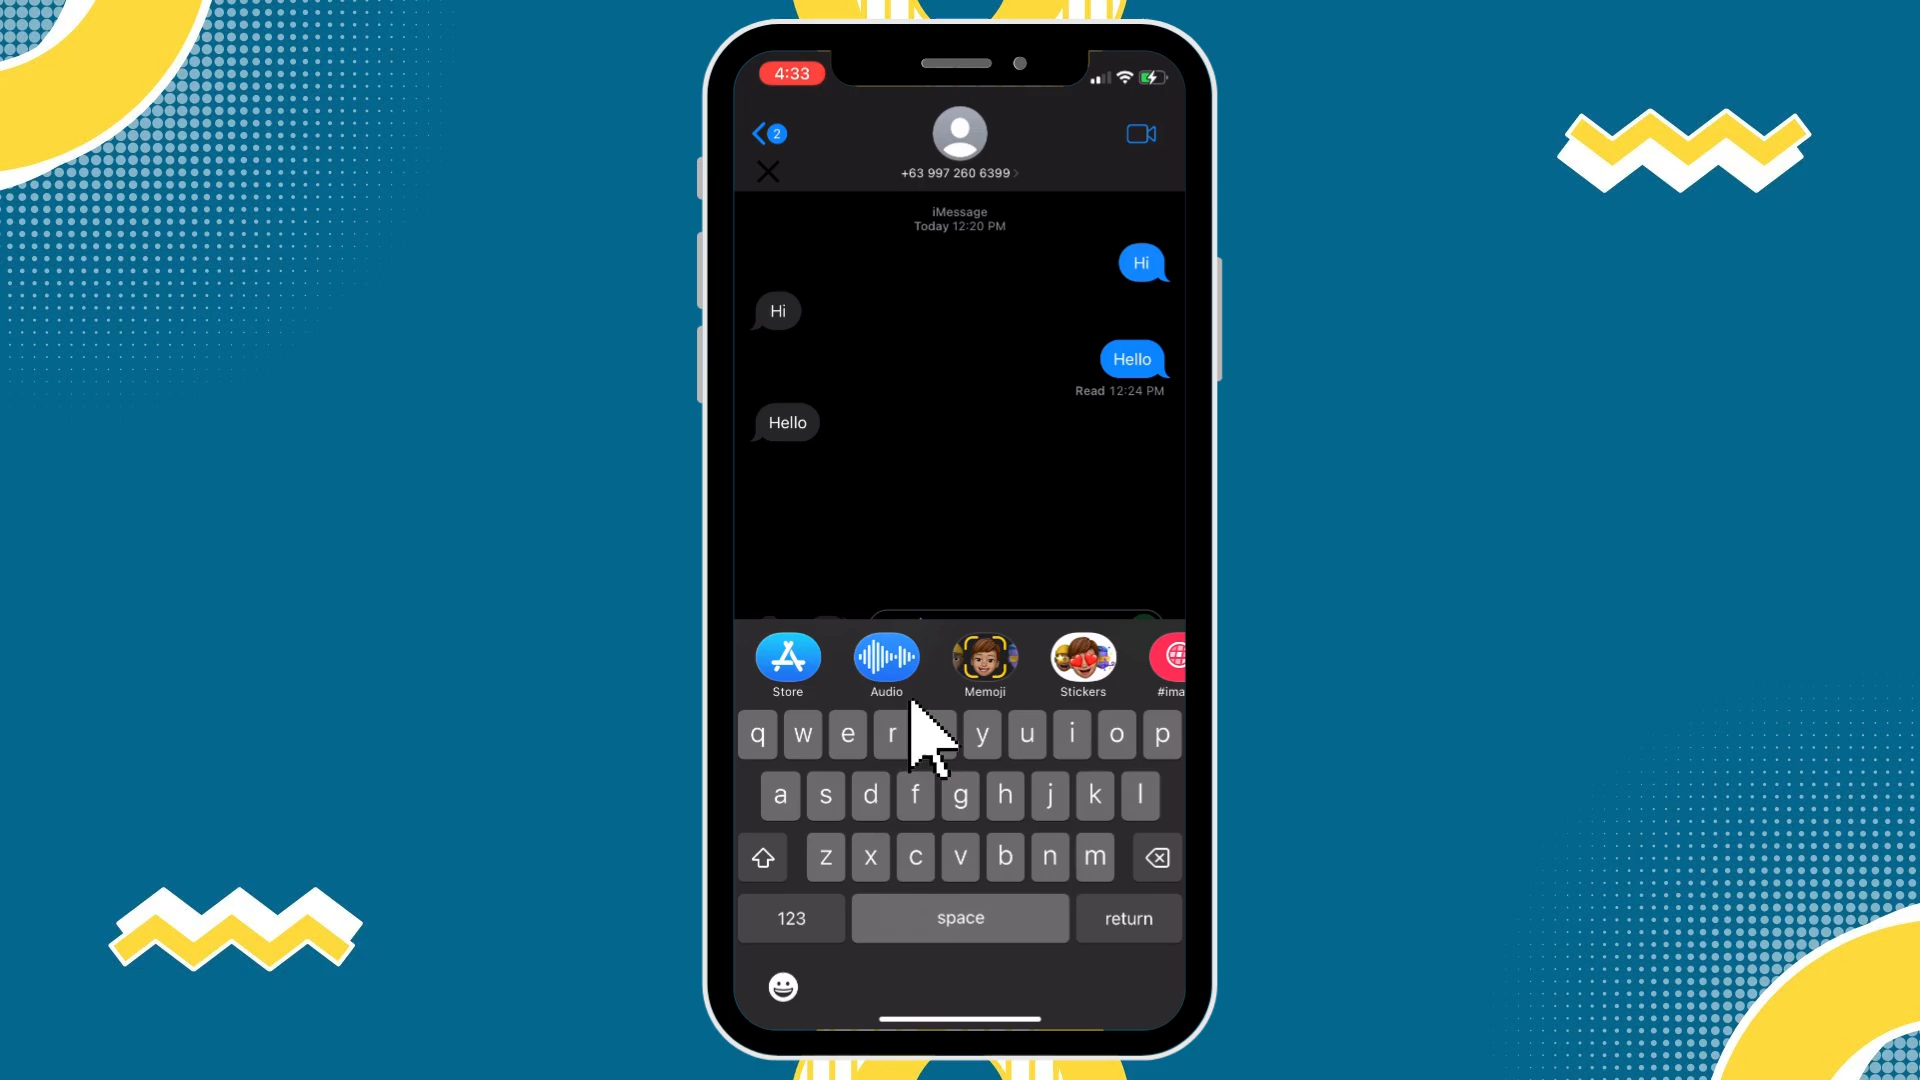 4:33
2
+63 997 260 6399
iMessage
Today 12:20 PM
Hi
Hi
Hello
Read 12:24 PM
Hello
Store Audio Memoji Stickers #ima
q w e r y u i o p
a s d f g h j k l
z x c v b n m
123 space return